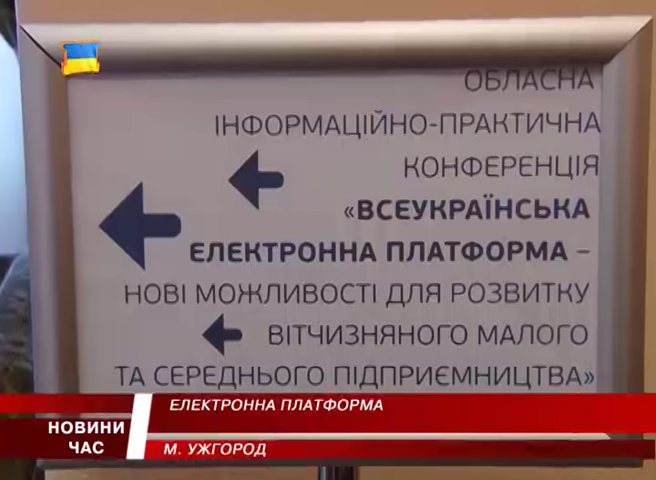 ОБЛАСНА
ІНФОРМАЦІЙНО-ПРАКТИЧНА
КОНФЕРЕНЦІЯ
«ВСЕУКРАЇНСЬКА
ЕЛЕКТРОННА ПЛАТФОРМА –
НОВІ МОЖЛИВОСТІ ДЛЯ РОЗВИТКУ
ВІТЧИЗНЯНОГО МАЛОГО
ТА СЕРЕДНЬОГО ПІДПРИЄМНИЦТВА»
ЕЛЕКТРОННА ПЛАТФОРМА
НОВИНИ
ЧАС
М. УЖГОРОД